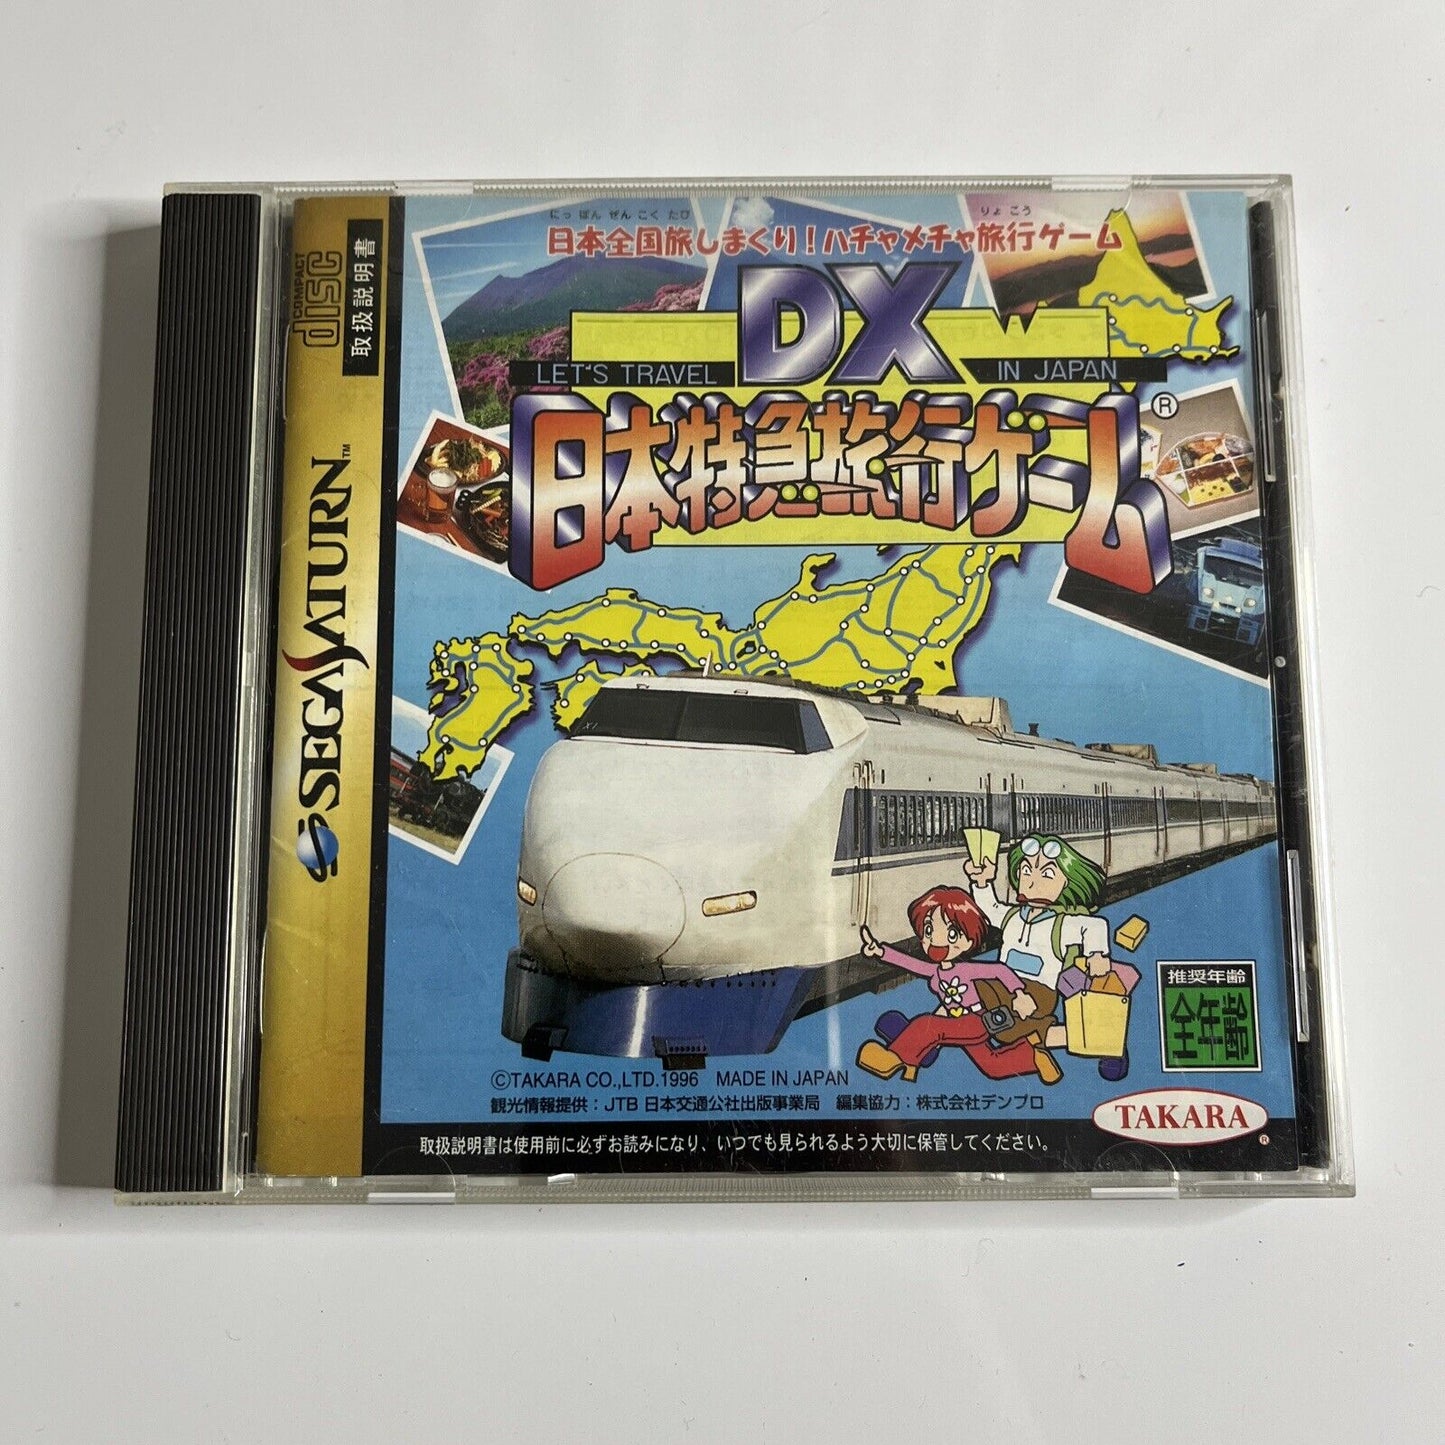 COMPACT
disc
取扱説明書
SEGA SATURN™
にっぽんぜんこくたび りょこう
日本全国旅しまくり！ハチャメチャ旅行ゲーム
DX
LET'S TRAVEL IN JAPAN
日本特急旅行ゲーム®
推奨年齢
全年齢
©TAKARA CO.,LTD.1996 MADE IN JAPAN
観光情報提供：JTB 日本交通公社出版事業局 編集協力：株式会社デンプロ
TAKARA®
取扱説明書は使用前に必ずお読みになり、いつでも見られるよう大切に保管してください。